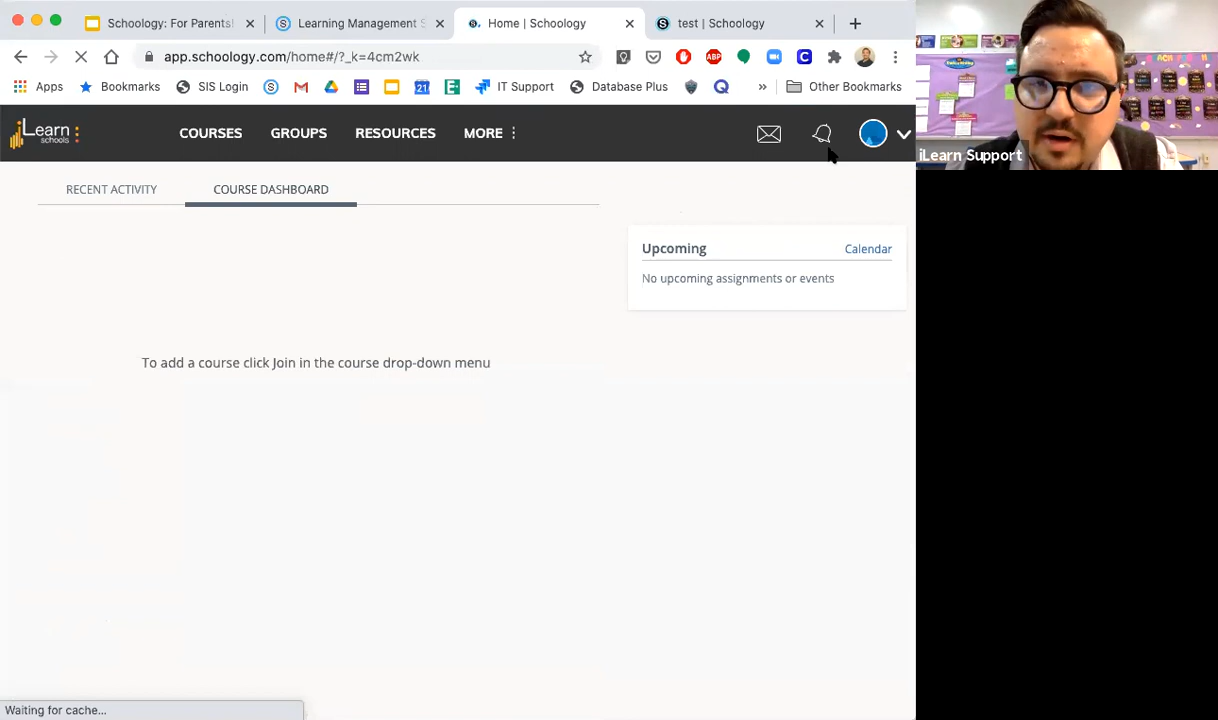 Schoology: For Parents!
Learning Management S
Home | Schoology
test | Schoology
app.schoology.com/home#/?_k=4cm2wk
Apps
Bookmarks
SIS Login
IT Support
Database Plus
»
Other Bookmarks
iLearn schools
COURSES
GROUPS
RESOURCES
MORE
iLearn Support
RECENT ACTIVITY
COURSE DASHBOARD
Upcoming
Calendar
No upcoming assignments or events
To add a course click Join in the course drop-down menu
Waiting for cache...